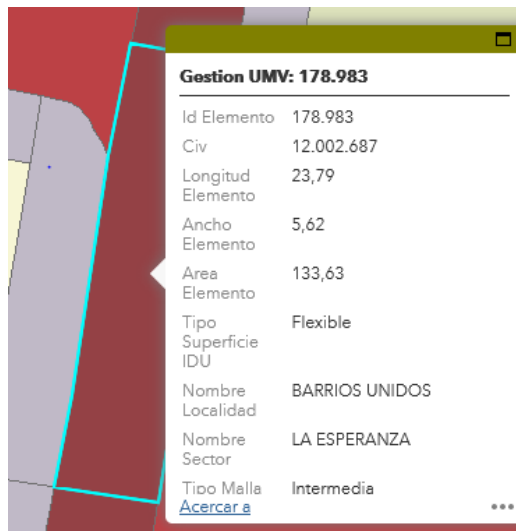 Gestion UMV: 178.983
Id Elemento 178.983
Civ 12.002.687
Longitud 23,79
Elemento
Ancho 5,62
Elemento
Area 133,63
Elemento
Tipo Flexible
Superficie
IDU
Nombre BARRIOS UNIDOS
Localidad
Nombre LA ESPERANZA
Sector
Tipo Malla Intermedia
Acercar a